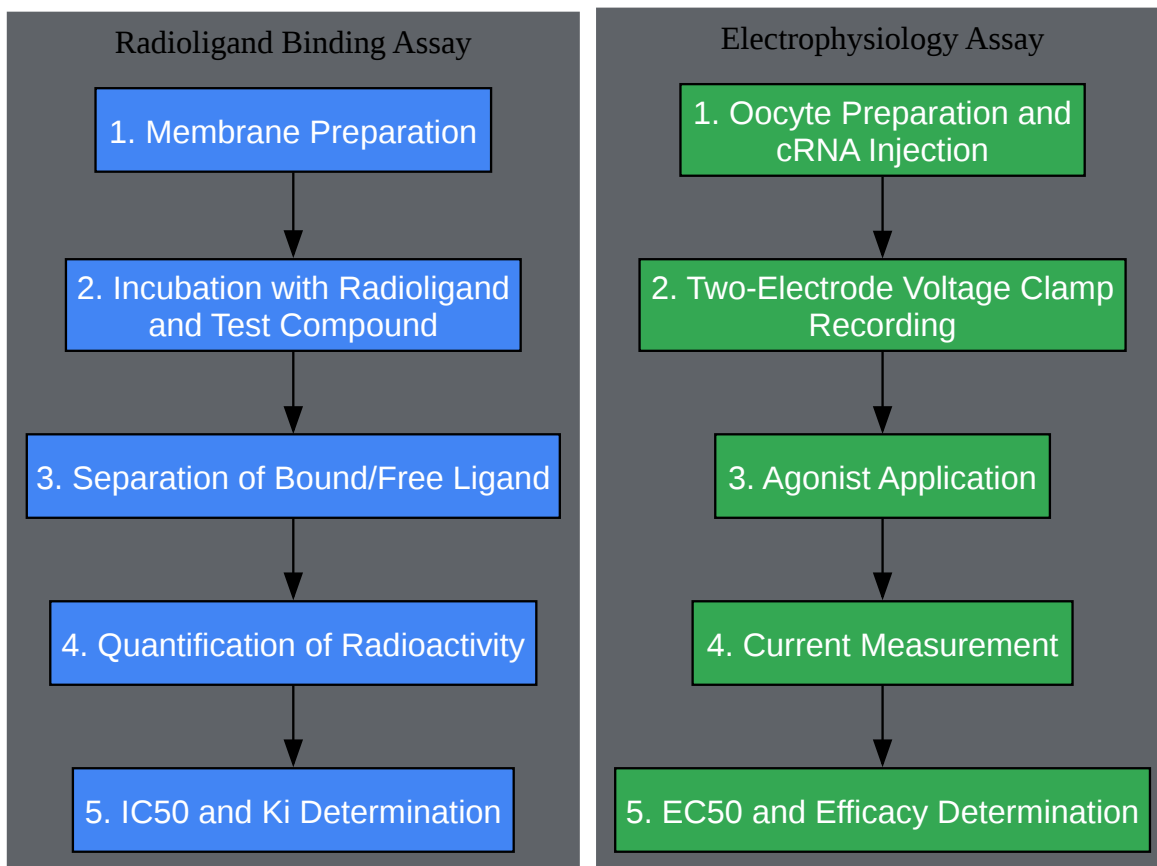 Radioligand Binding Assay
1. Membrane Preparation
2. Incubation with Radioligand
and Test Compound
3. Separation of Bound/Free Ligand
4. Quantification of Radioactivity
5. IC50 and Ki Determination
Electrophysiology Assay
1. Oocyte Preparation and
cRNA Injection
2. Two-Electrode Voltage Clamp
Recording
3. Agonist Application
4. Current Measurement
5. EC50 and Efficacy Determination